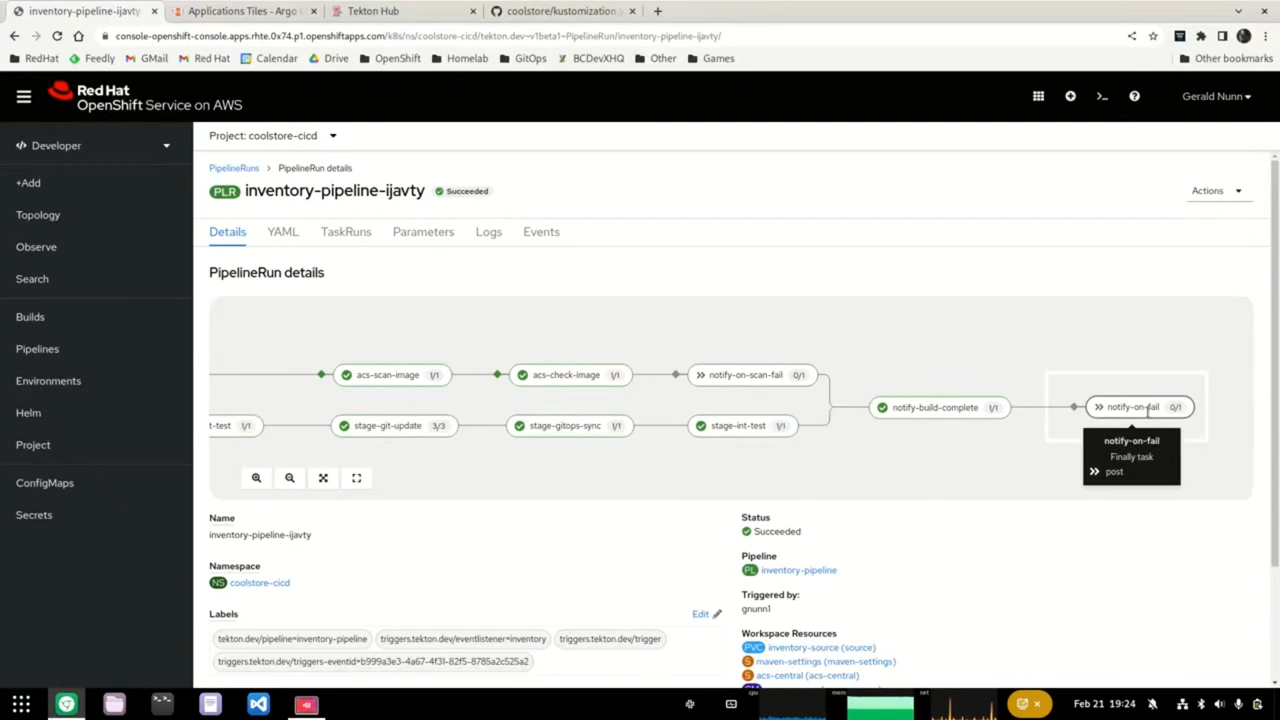 inventory-pipeline-ijavty
Applications Tiles - Argo C
Tekton Hub
coolstore/kustomization.y
console-openshift-console.apps.rhte.0x74.p1.openshiftapps.com/k8s/ns/coolstore-cicd/tekton.dev~v1beta1~PipelineRun/inventory-pipeline-ijavty/
RedHat Feedly GMail Red Hat Calendar Drive OpenShift Homelab GitOps BCDevXHQ Other Games Other bookmarks
Red Hat
OpenShift Service on AWS
Gerald Nunn
Developer
+Add
Topology
Observe
Search
Builds
Pipelines
Environments
Helm
Project
ConfigMaps
Secrets
Project: coolstore-cicd
PipelineRuns > PipelineRun details
PLR inventory-pipeline-ijavty Succeeded
Actions
Details YAML TaskRuns Parameters Logs Events
PipelineRun details
acs-scan-image 1/1
acs-check-image 1/1
notify-on-scan-fail 0/1
t-test 1/1
stage-git-update 3/3
stage-gitops-sync 1/1
stage-int-test 1/1
notify-build-complete 1/1
notify-on-fail 0/1
notify-on-fail
Finally task
post
Name
inventory-pipeline-ijavty
Namespace
NS coolstore-cicd
Labels Edit
tekton.dev/pipeline=inventory-pipeline
triggers.tekton.dev/eventlistener=inventory
triggers.tekton.dev/trigger
triggers.tekton.dev/triggers-eventid=b999a3e3-4a67-4f31-82f5-8785a2c525a2
Status
Succeeded
Pipeline
PL inventory-pipeline
Triggered by:
gnunn1
Workspace Resources
PVC inventory-source (source)
S maven-settings (maven-settings)
S acs-central (acs-central)
cpu
mem
net
Feb 21 19:24